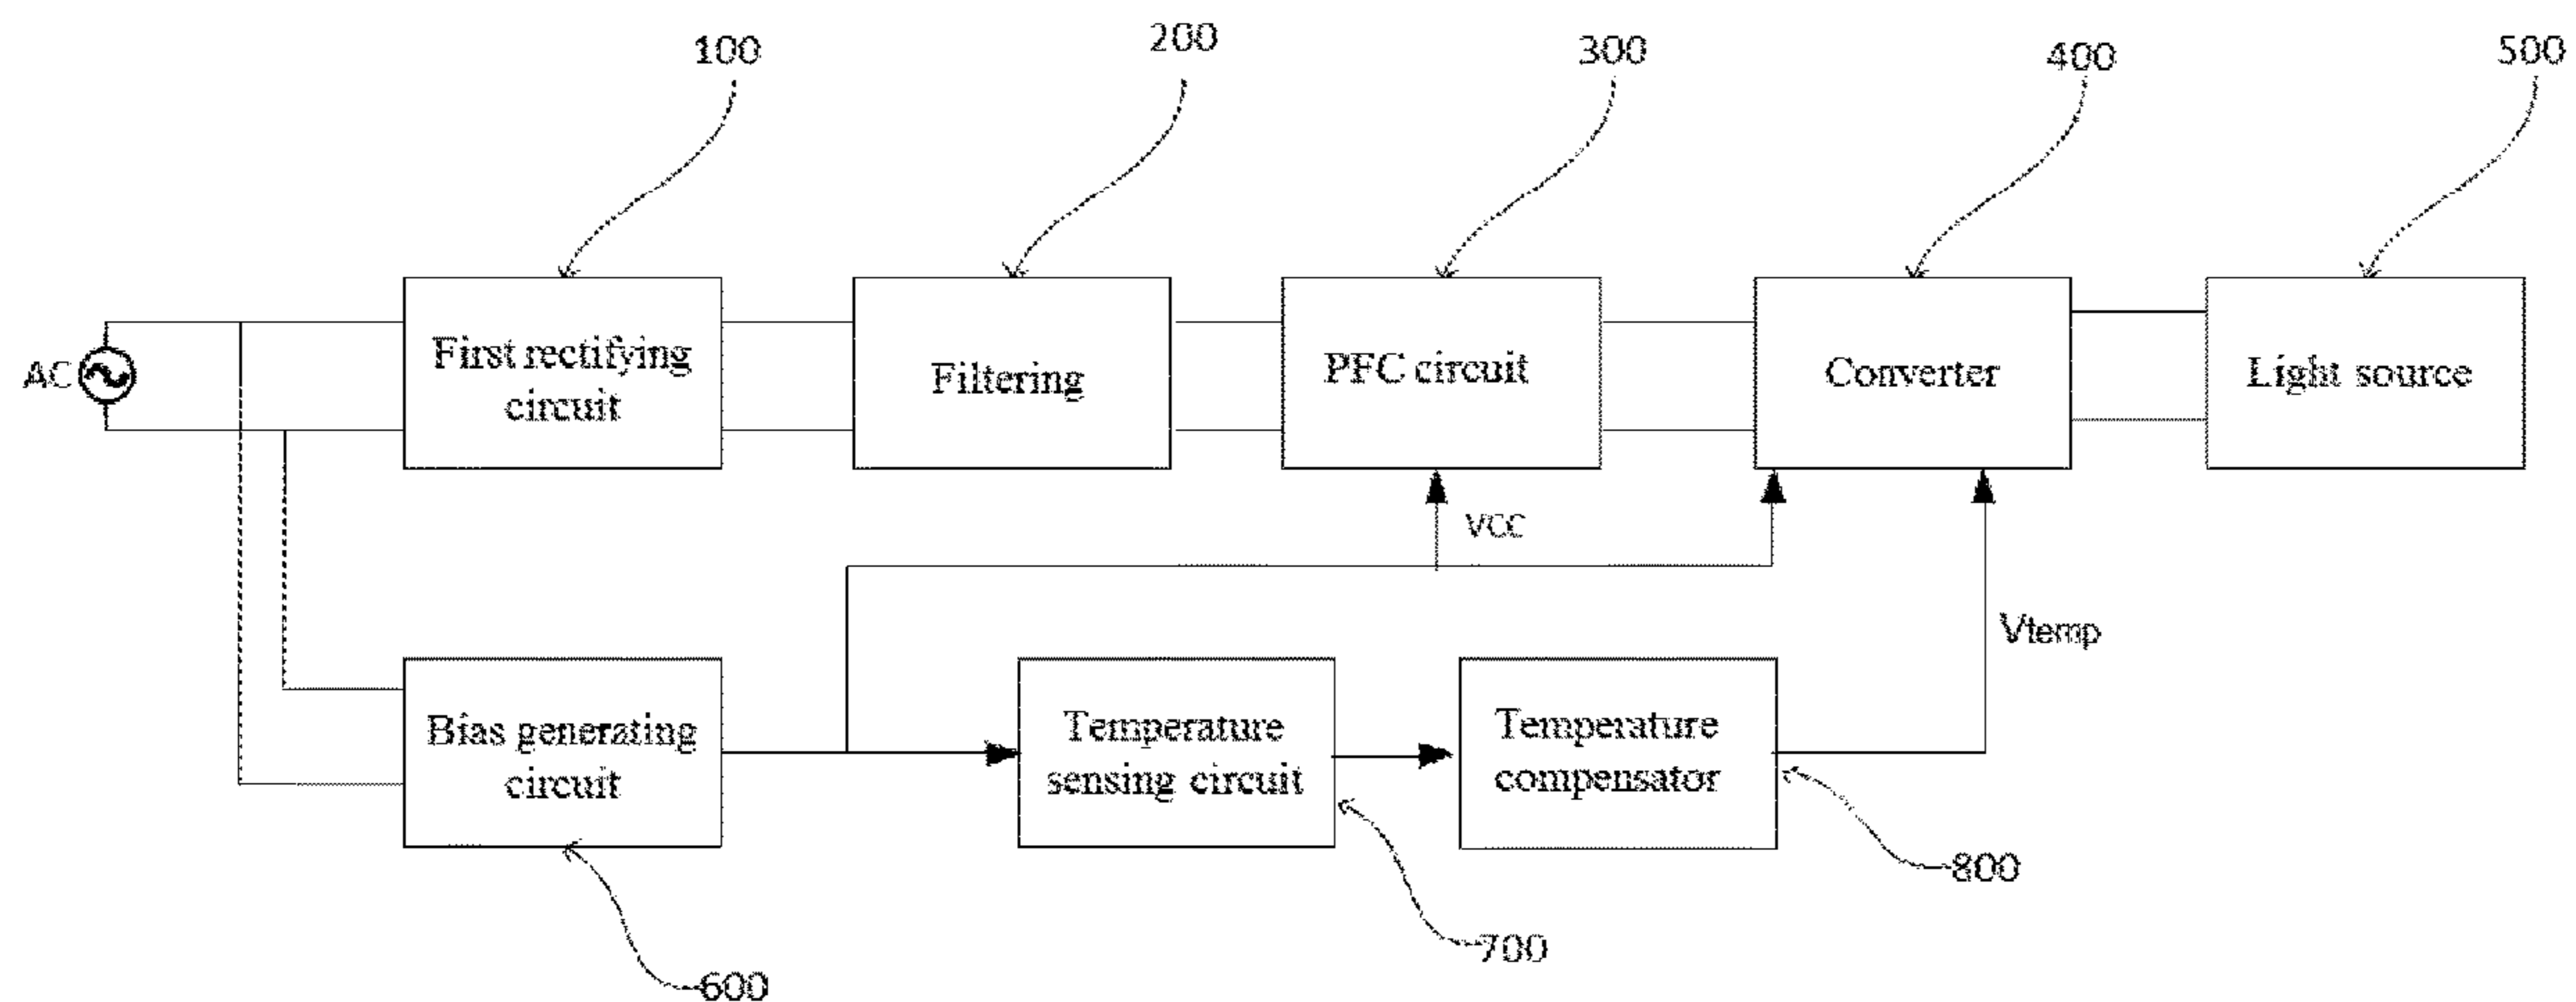 100
200
300
400
500
AC
First rectifying
circuit
Filtering
PFC circuit
Converter
Light source
VCC
Vtemp
Bias generating
circuit
Temperature
sensing circuit
Temperature
compensator
800
700
600